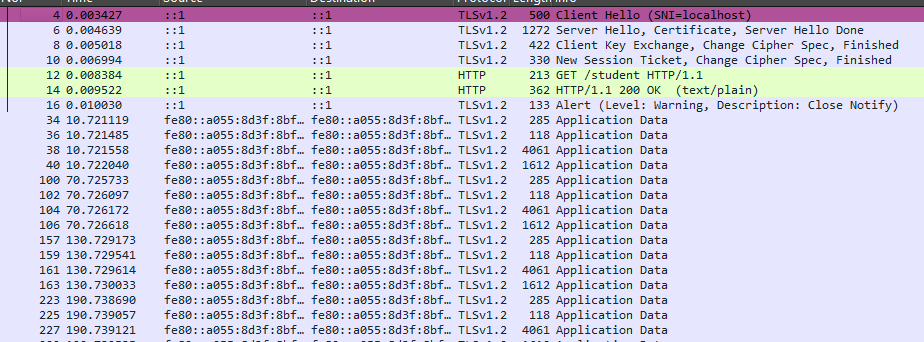 Time Source Destination Protocol Length Info
4 0.003427 ::1 ::1 TLSv1.2 500 Client Hello (SNI=localhost)
6 0.004639 ::1 ::1 TLSv1.2 1272 Server Hello, Certificate, Server Hello Done
8 0.005018 ::1 ::1 TLSv1.2 422 Client Key Exchange, Change Cipher Spec, Finished
10 0.006994 ::1 ::1 TLSv1.2 330 New Session Ticket, Change Cipher Spec, Finished
12 0.008384 ::1 ::1 HTTP 213 GET /student HTTP/1.1
14 0.009522 ::1 ::1 HTTP 362 HTTP/1.1 200 OK (text/plain)
16 0.010030 ::1 ::1 TLSv1.2 133 Alert (Level: Warning, Description: Close Notify)
34 10.721119 fe80::a055:8d3f:8bf… fe80::a055:8d3f:8bf… TLSv1.2 285 Application Data
36 10.721485 fe80::a055:8d3f:8bf… fe80::a055:8d3f:8bf… TLSv1.2 118 Application Data
38 10.721558 fe80::a055:8d3f:8bf… fe80::a055:8d3f:8bf… TLSv1.2 4061 Application Data
40 10.722040 fe80::a055:8d3f:8bf… fe80::a055:8d3f:8bf… TLSv1.2 1612 Application Data
100 70.725733 fe80::a055:8d3f:8bf… fe80::a055:8d3f:8bf… TLSv1.2 285 Application Data
102 70.726097 fe80::a055:8d3f:8bf… fe80::a055:8d3f:8bf… TLSv1.2 118 Application Data
104 70.726172 fe80::a055:8d3f:8bf… fe80::a055:8d3f:8bf… TLSv1.2 4061 Application Data
106 70.726618 fe80::a055:8d3f:8bf… fe80::a055:8d3f:8bf… TLSv1.2 1612 Application Data
157 130.729173 fe80::a055:8d3f:8bf… fe80::a055:8d3f:8bf… TLSv1.2 285 Application Data
159 130.729541 fe80::a055:8d3f:8bf… fe80::a055:8d3f:8bf… TLSv1.2 118 Application Data
161 130.729614 fe80::a055:8d3f:8bf… fe80::a055:8d3f:8bf… TLSv1.2 4061 Application Data
163 130.730033 fe80::a055:8d3f:8bf… fe80::a055:8d3f:8bf… TLSv1.2 1612 Application Data
223 190.738690 fe80::a055:8d3f:8bf… fe80::a055:8d3f:8bf… TLSv1.2 285 Application Data
225 190.739057 fe80::a055:8d3f:8bf… fe80::a055:8d3f:8bf… TLSv1.2 118 Application Data
227 190.739121 fe80::a055:8d3f:8bf… fe80::a055:8d3f:8bf… TLSv1.2 4061 Application Data